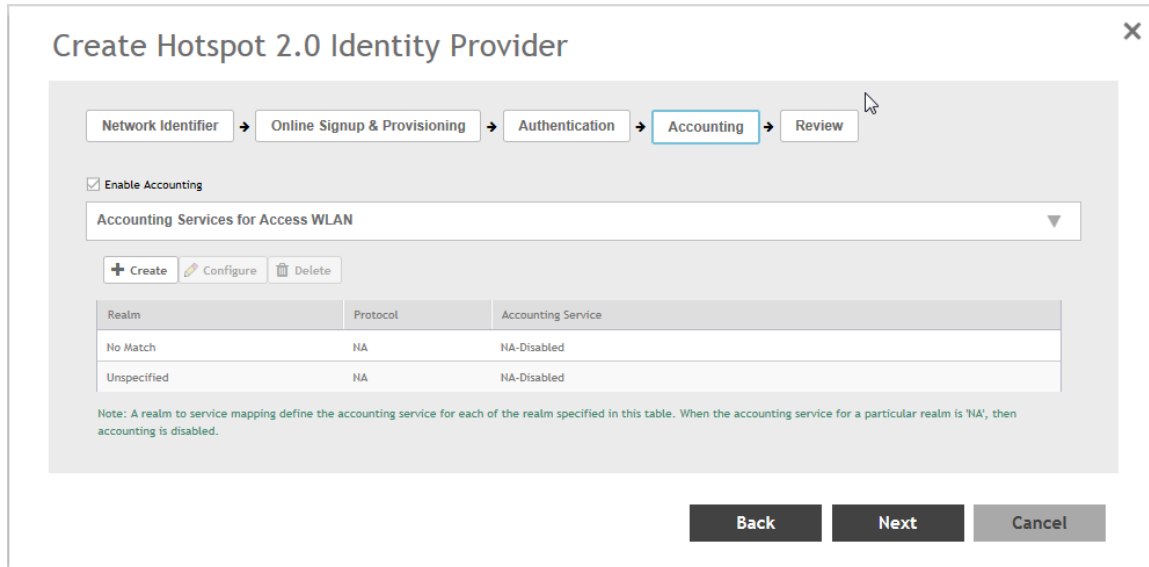 Create Hotspot 2.0 Identity Provider
Network Identifier → Online Signup & Provisioning → Authentication → Accounting → Review
Enable Accounting
Accounting Services for Access WLAN
Create Configure Delete
Realm Protocol Accounting Service
No Match NA NA-Disabled
Unspecified NA NA-Disabled
Note: A realm to service mapping define the accounting service for each of the realm specified in this table. When the accounting service for a particular realm is 'NA', then
accounting is disabled.
Back Next Cancel